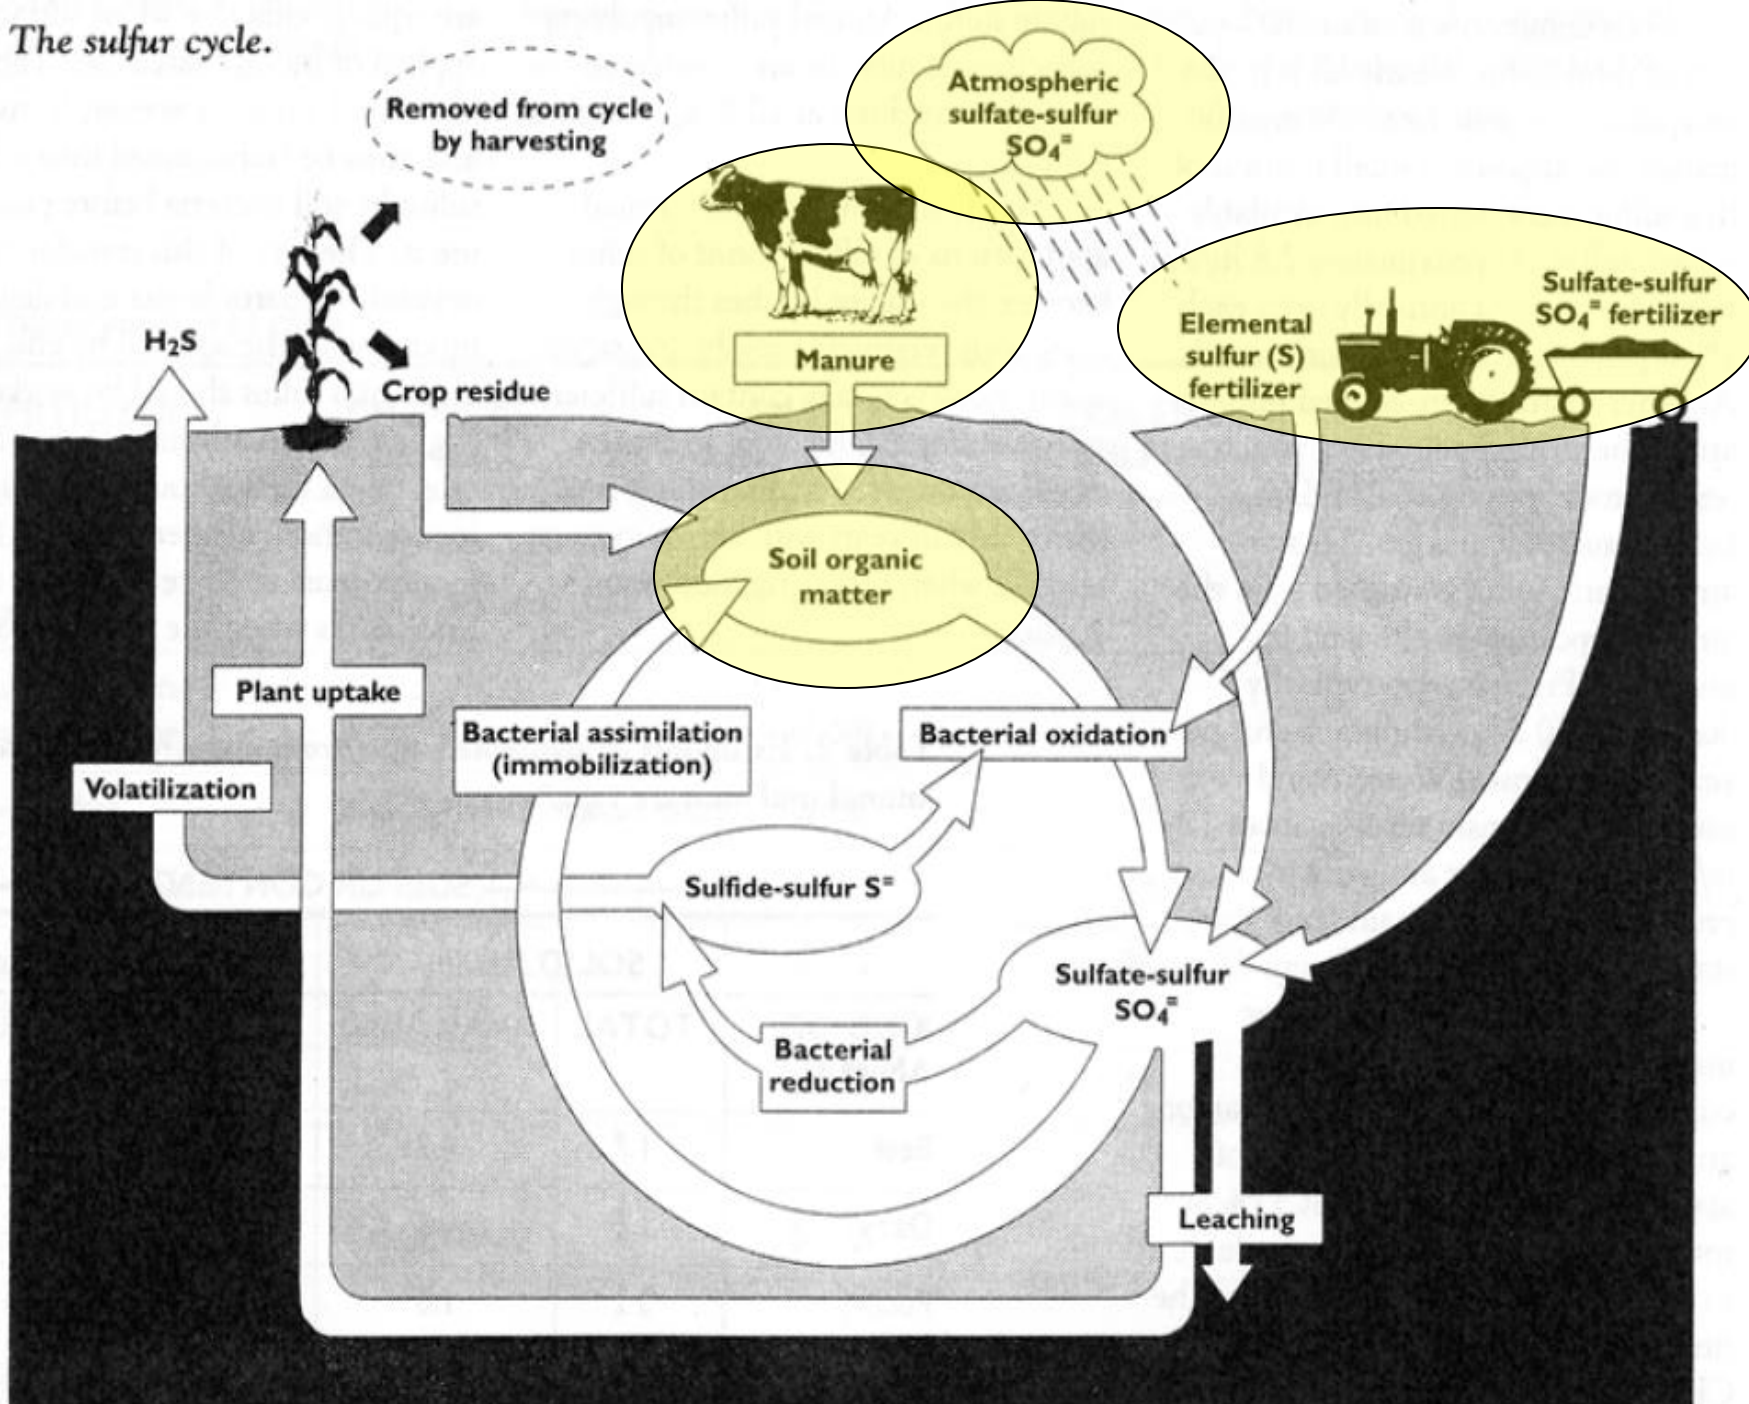 The sulfur cycle.
Removed from cycle
by harvesting
Atmospheric
sulfate-sulfur
SO₄⁼
H₂S
Crop residue
Manure
Elemental
sulfur (S)
fertilizer
Sulfate-sulfur
SO₄⁼ fertilizer
Soil organic
matter
Plant uptake
Volatilization
Bacterial assimilation
(immobilization)
Bacterial oxidation
Sulfide-sulfur S⁼
Sulfate-sulfur
SO₄⁼
Bacterial
reduction
Leaching